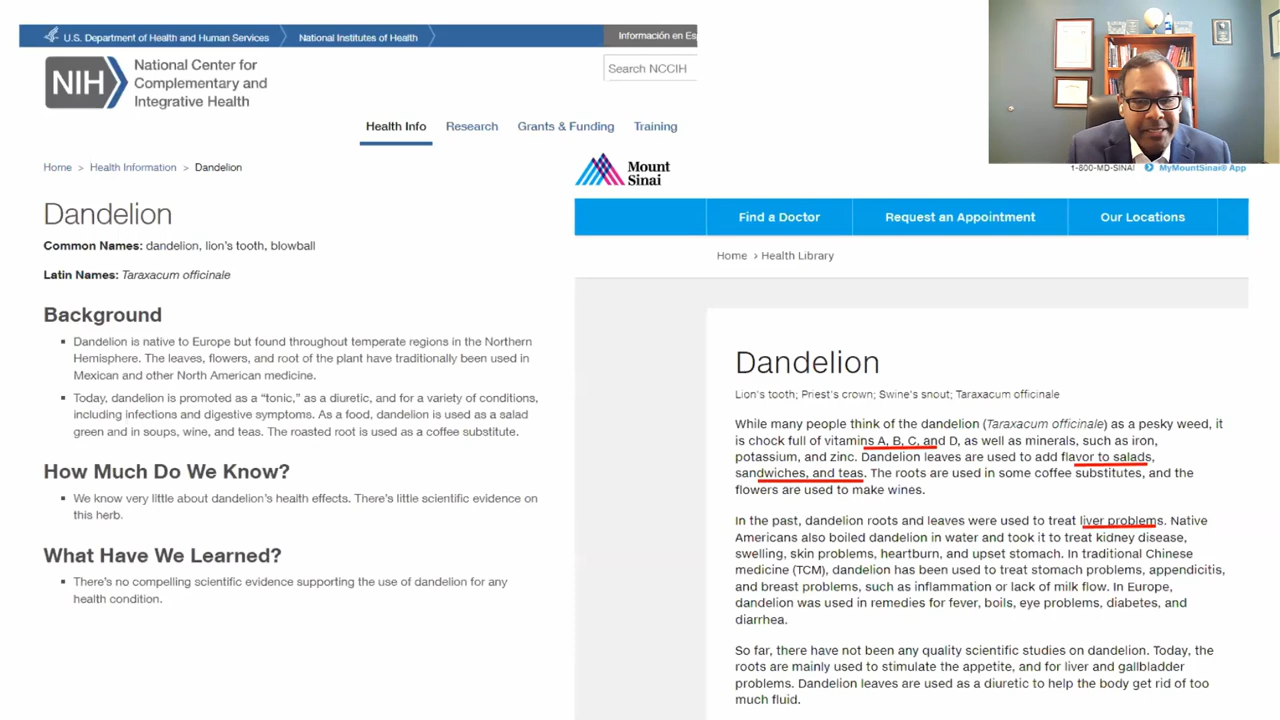 U.S. Department of Health and Human Services
National Institutes of Health
Información en Es
NIH
National Center for
Complementary and
Integrative Health
Search NCCIH
Health Info
Research
Grants & Funding
Training
Home > Health Information > Dandelion
Dandelion
Common Names: dandelion, lion's tooth, blowball
Latin Names: Taraxacum officinale
Background
▪ Dandelion is native to Europe but found throughout temperate regions in the Northern
Hemisphere. The leaves, flowers, and root of the plant have traditionally been used in
Mexican and other North American medicine.
▪ Today, dandelion is promoted as a “tonic,” as a diuretic, and for a variety of conditions,
including infections and digestive symptoms. As a food, dandelion is used as a salad
green and in soups, wine, and teas. The roasted root is used as a coffee substitute.
How Much Do We Know?
▪ We know very little about dandelion's health effects. There's little scientific evidence on
this herb.
What Have We Learned?
▪ There's no compelling scientific evidence supporting the use of dandelion for any
health condition.
Mount
Sinai
1-800-MD-SINAI
MyMountSinai® App
Find a Doctor
Request an Appointment
Our Locations
Home > Health Library
Dandelion
Lion's tooth; Priest's crown; Swine's snout; Taraxacum officinale
While many people think of the dandelion (Taraxacum officinale) as a pesky weed, it
is chock full of vitamins A, B, C, and D, as well as minerals, such as iron,
potassium, and zinc. Dandelion leaves are used to add flavor to salads,
sandwiches, and teas. The roots are used in some coffee substitutes, and the
flowers are used to make wines.
In the past, dandelion roots and leaves were used to treat liver problems. Native
Americans also boiled dandelion in water and took it to treat kidney disease,
swelling, skin problems, heartburn, and upset stomach. In traditional Chinese
medicine (TCM), dandelion has been used to treat stomach problems, appendicitis,
and breast problems, such as inflammation or lack of milk flow. In Europe,
dandelion was used in remedies for fever, boils, eye problems, diabetes, and
diarrhea.
So far, there have not been any quality scientific studies on dandelion. Today, the
roots are mainly used to stimulate the appetite, and for liver and gallbladder
problems. Dandelion leaves are used as a diuretic to help the body get rid of too
much fluid.